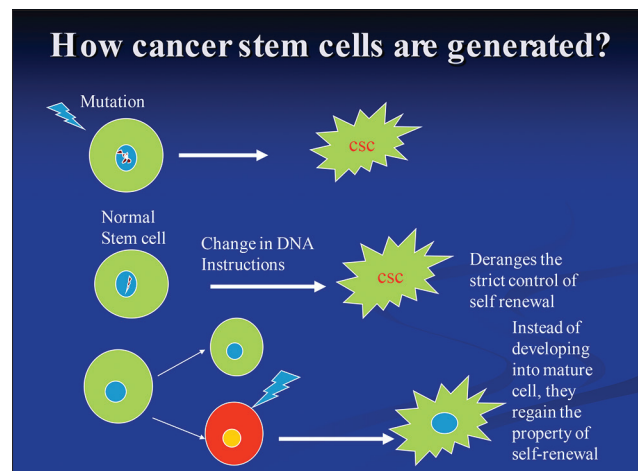 How cancer stem cells are generated?
Mutation
csc
Normal
Stem cell
Change in DNA
Instructions
csc
Deranges the
strict control of
self renewal
Instead of
developing
into mature
cell, they
regain the
property of
self-renewal